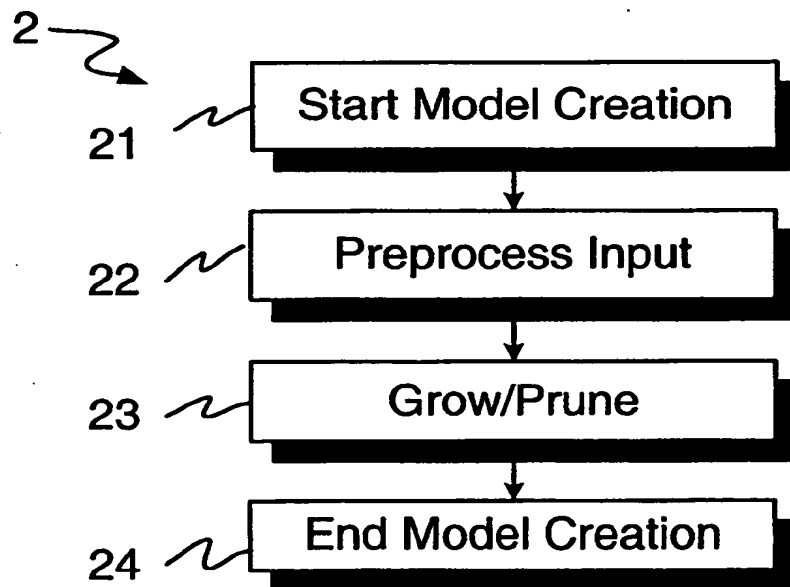 2
Start Model Creation
21
Preprocess Input
22
Grow/Prune
23
End Model Creation
24